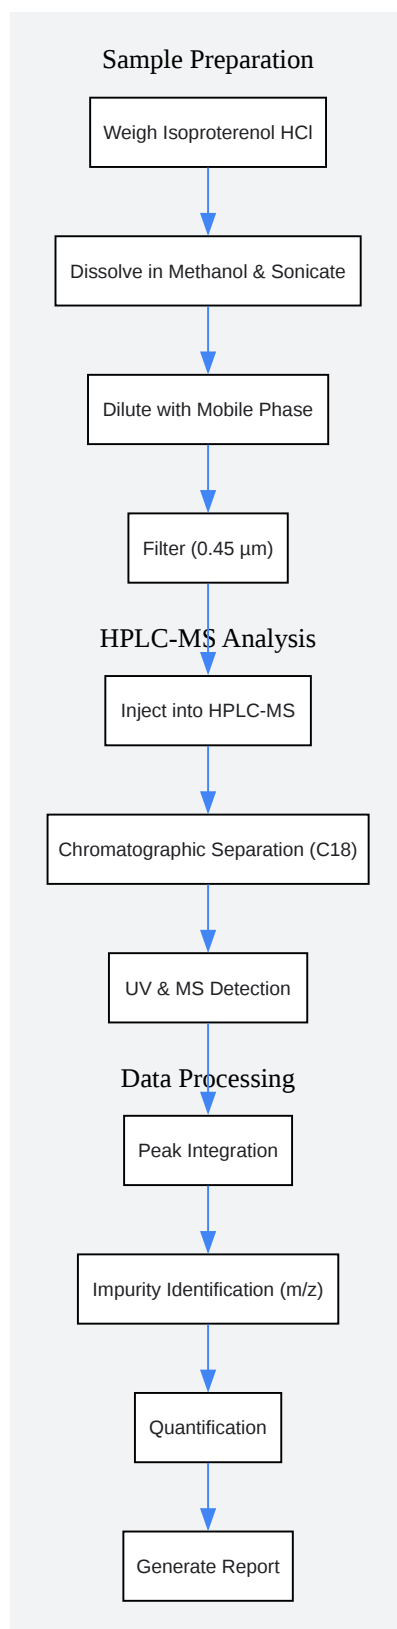 Sample Preparation
Weigh Isoproterenol HCl
Dissolve in Methanol & Sonicate
Dilute with Mobile Phase
Filter (0.45 µm)
HPLC-MS Analysis
Inject into HPLC-MS
Chromatographic Separation (C18)
UV & MS Detection
Data Processing
Peak Integration
Impurity Identification (m/z)
Quantification
Generate Report